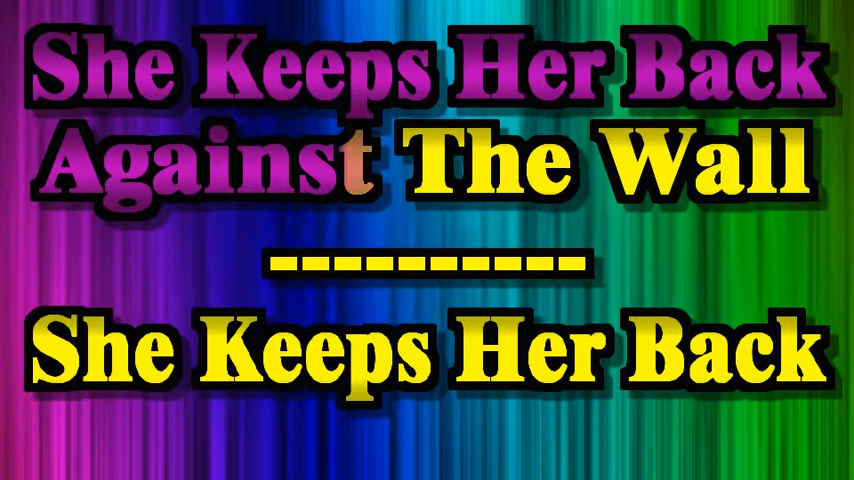 She Keeps Her Back
Against The Wall
----------
She Keeps Her Back